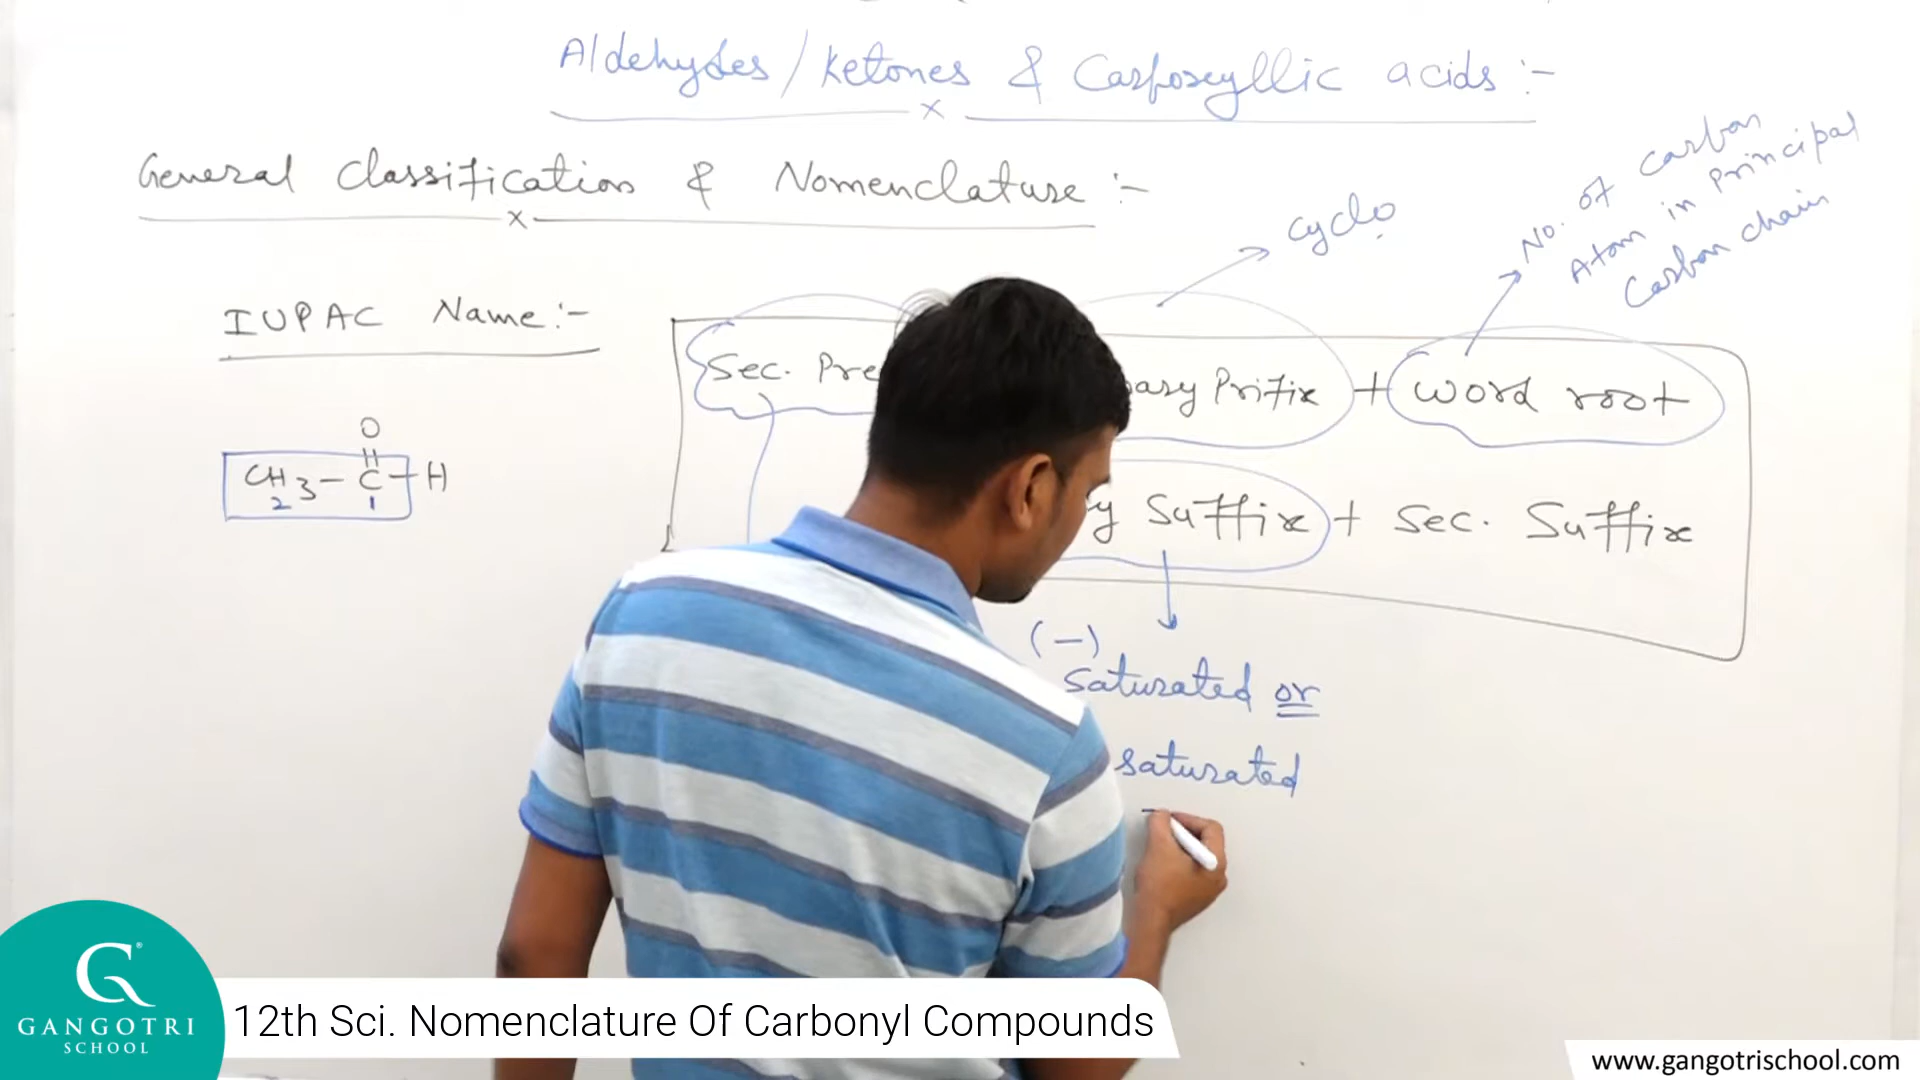 Aldehydes / Ketones & Carboxyllic acids :-
General Classification & Nomenclature :-
Cyclo
No. of Carbon
Atom in Principal
Carbon chain
IUPAC Name :-
Sec. Pre
ary Prifix + word root
y Suffix + Sec. Suffix
O
CH3 - C - H
2 1
(-)
Saturated or
saturated
G
GANGOTRI
SCHOOL
12th Sci. Nomenclature Of Carbonyl Compounds
www.gangotrischool.com